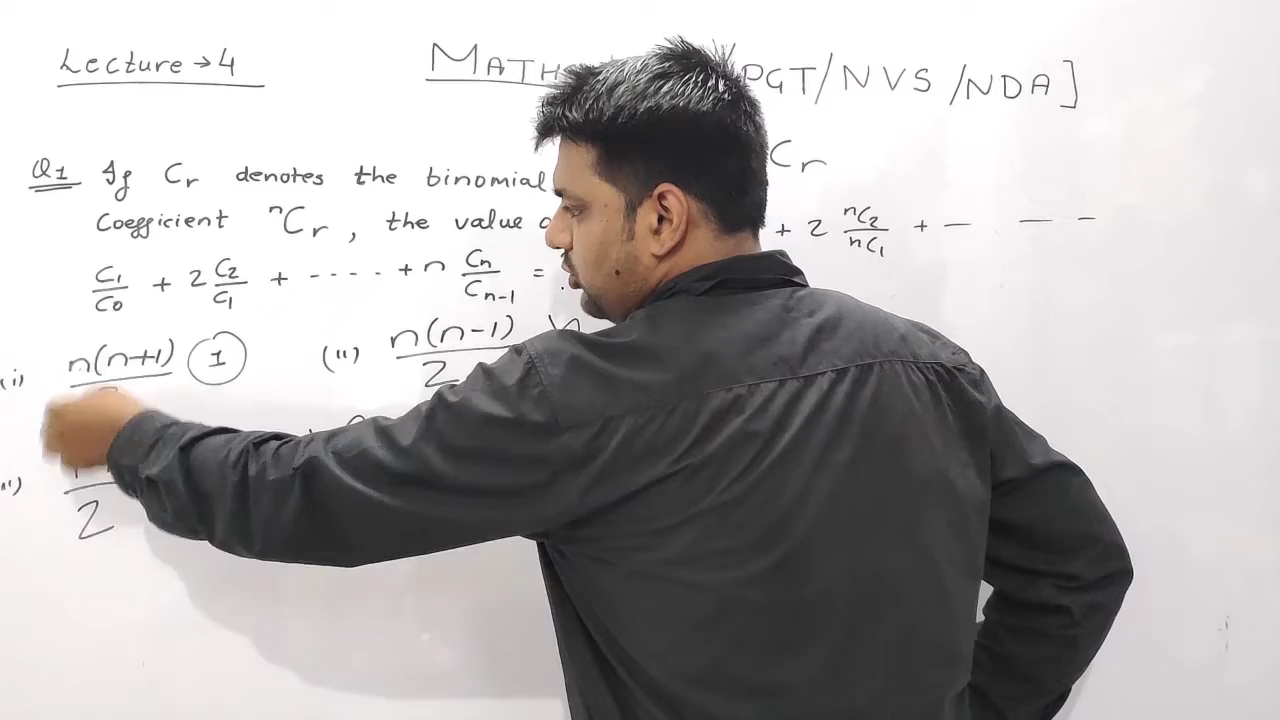 Lecture → 4
MATH / PGT / NVS / NDA ]
Q1 If Cr denotes the binomial
Cr
Coefficient nCr, the value
+ 2 nC2/nC1 + — — -
C1/C0 + 2 C2/C1 + ----- + n Cn/Cn-1 =
(i) n(n+1) 1
(ii) n(n-1)/2
2